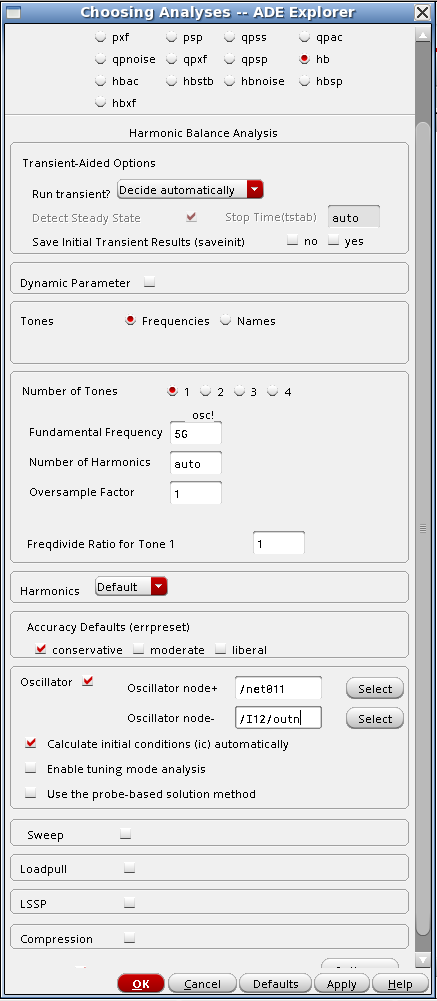 Choosing Analyses -- ADE Explorer
pxf psp qpss qpac
qpnoise qpxf qpsp hb
hbac hbstb hbnoise hbsp
hbxf
Harmonic Balance Analysis
Transient-Aided Options
Run transient? Decide automatically
Detect Steady State Stop Time(tstab) auto
Save Initial Transient Results (saveinit) no yes
Dynamic Parameter
Tones Frequencies Names
Number of Tones 1 2 3 4
osc!
Fundamental Frequency 5G
Number of Harmonics auto
Oversample Factor 1
Freqdivide Ratio for Tone 1 1
Harmonics Default
Accuracy Defaults (errpreset)
conservative moderate liberal
Oscillator Oscillator node+ /net011 Select
Oscillator node- /I12/outn Select
Calculate initial conditions (ic) automatically
Enable tuning mode analysis
Use the probe-based solution method
Sweep
Loadpull
LSSP
Compression
OK Cancel Defaults Apply Help